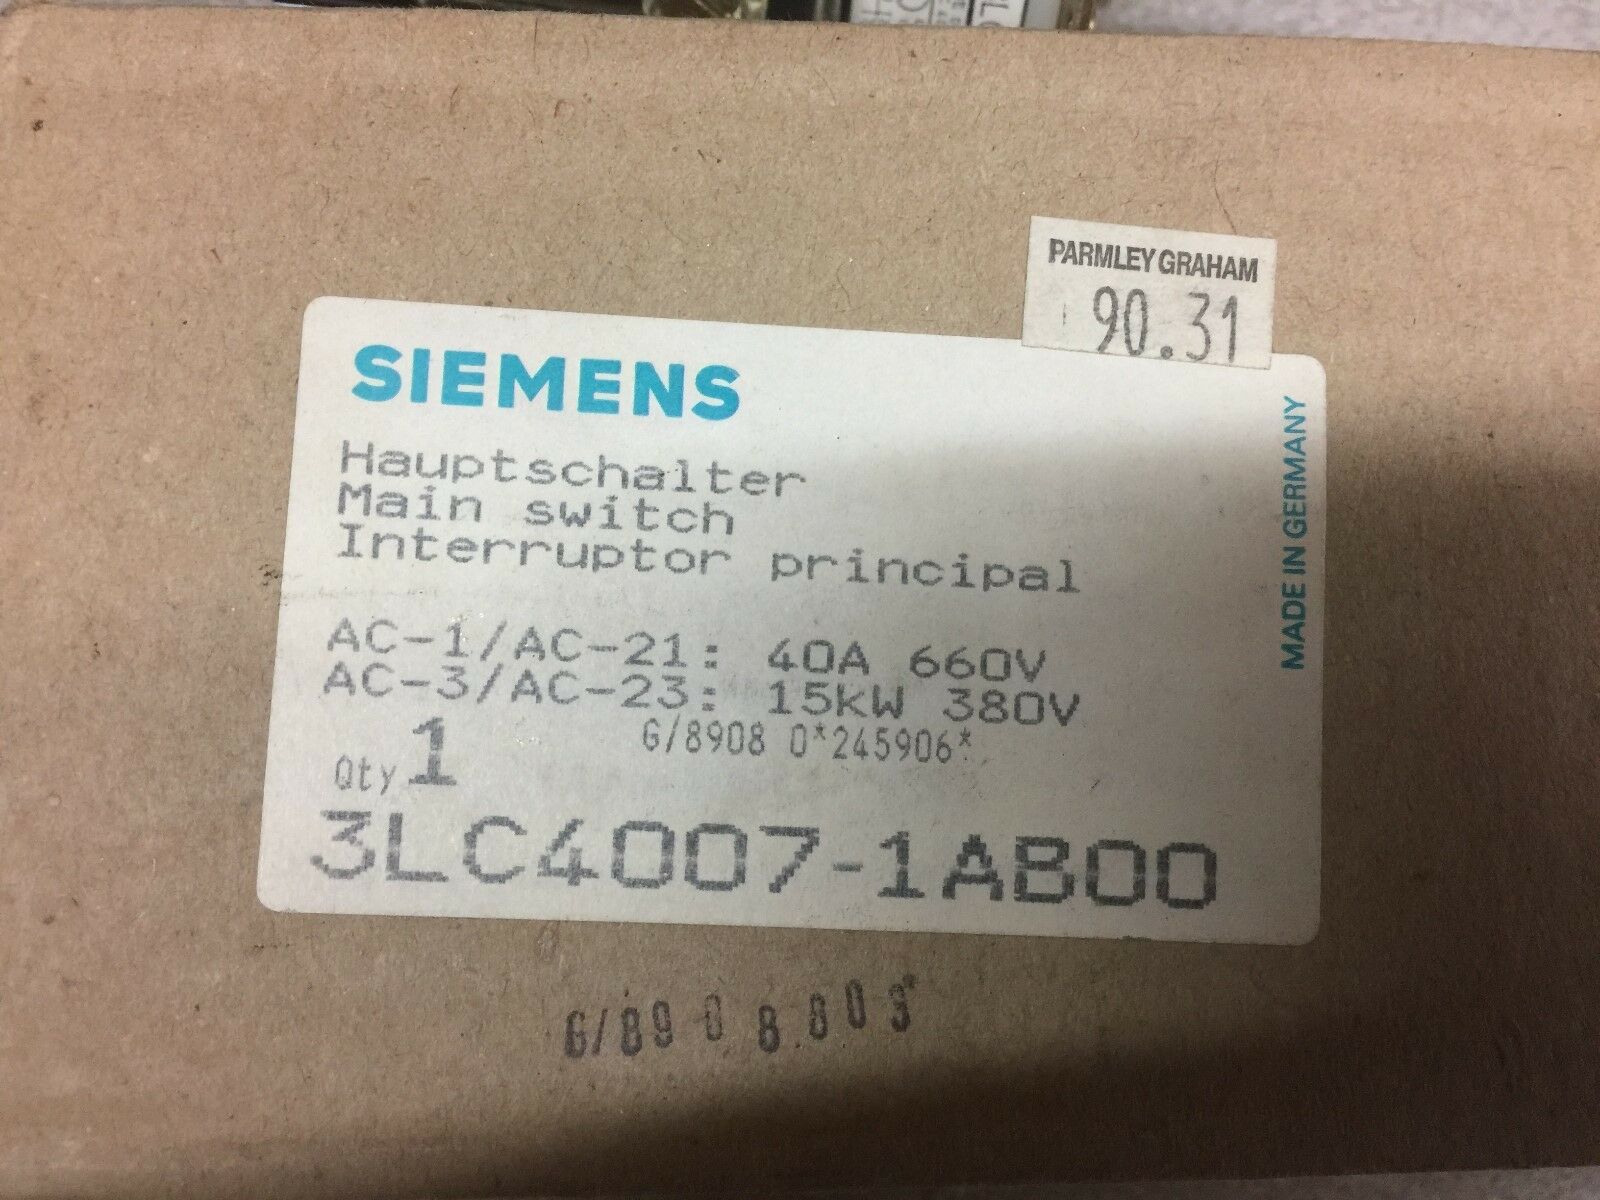 PARMLEY GRAHAM
90.31
SIEMENS
Hauptschalter
Main switch
Interruptor principal
AC-1/AC-21: 40A 660V
AC-3/AC-23: 15kW 380V
G/8908 0*245906*
Qty 1
3LC4007-1AB00
MADE IN GERMANY
G/89 0 8 003